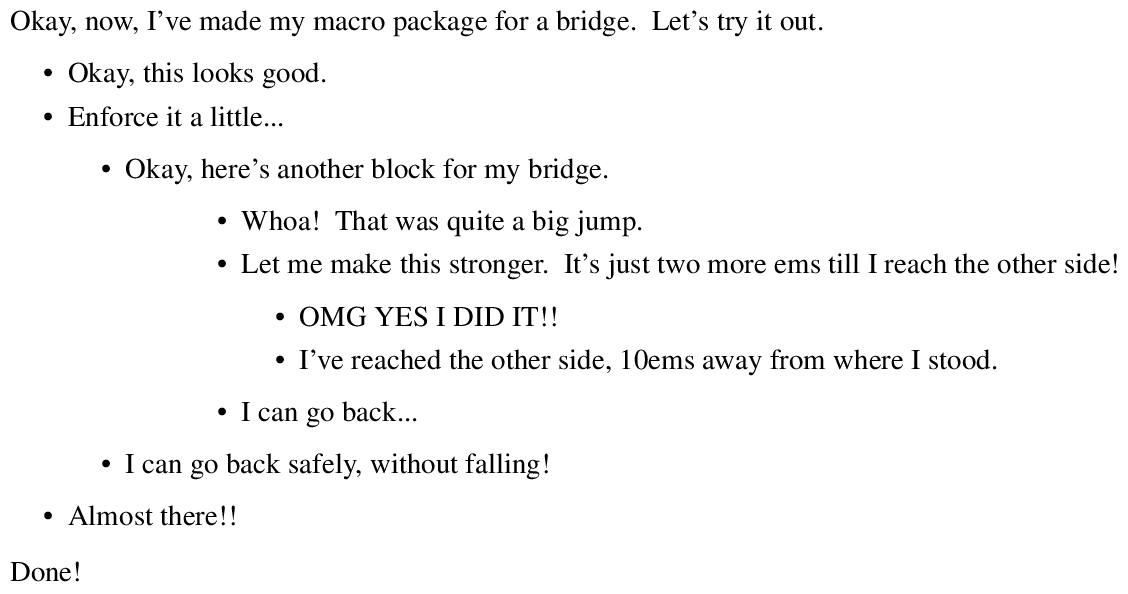 Okay, now, I’ve made my macro package for a bridge.  Let’s try it out.
• Okay, this looks good.
• Enforce it a little...
• Okay, here’s another block for my bridge.
• Whoa!  That was quite a big jump.
• Let me make this stronger.  It’s just two more ems till I reach the other side!
• OMG YES I DID IT!!
• I’ve reached the other side, 10ems away from where I stood.
• I can go back...
• I can go back safely, without falling!
• Almost there!!
Done!